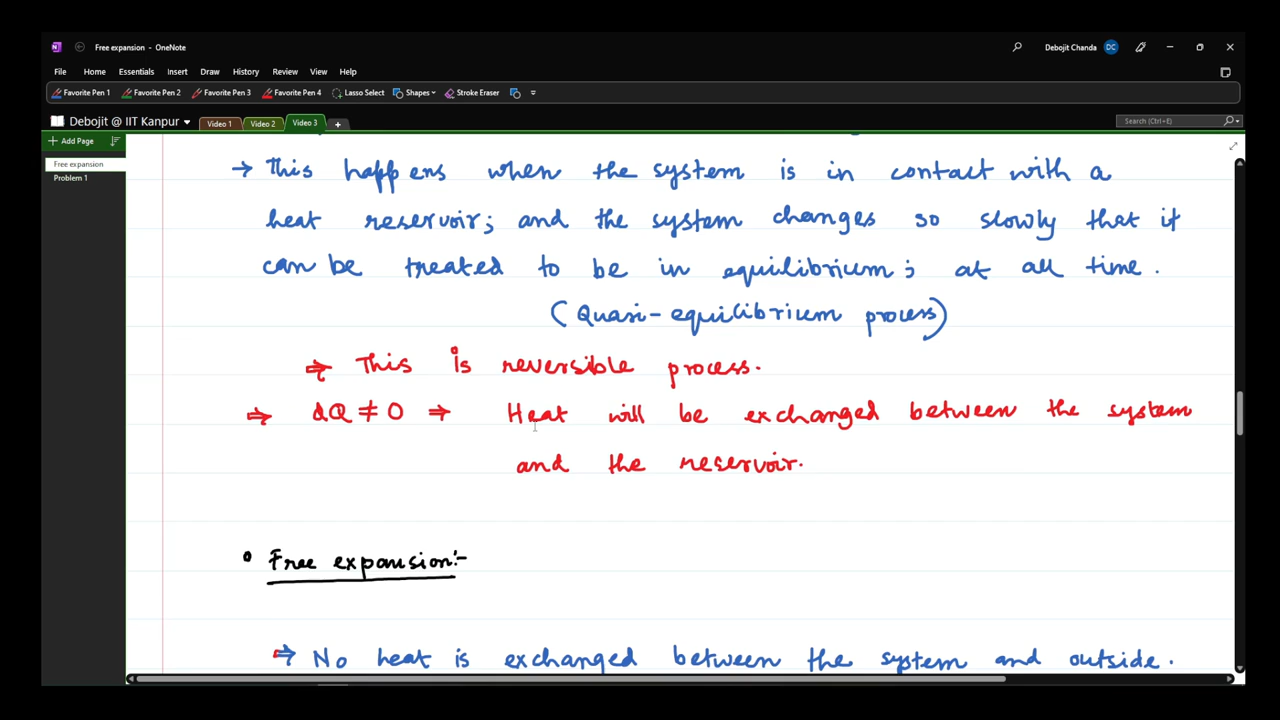 Free expansion - OneNote
Debojit Chanda DC
File Home Essentials Insert Draw History Review View Help
Favorite Pen 1 Favorite Pen 2 Favorite Pen 3 Favorite Pen 4 Lasso Select Shapes Stroke Eraser
Debojit @ IIT Kanpur Video 1 Video 2 Video 3 + Search (Ctrl+E)
+ Add Page
Free expansion
Problem 1
→ This happens when the system is in contact with a
heat reservoir; and the system changes so slowly that it
can be treated to be in equilibrium; at all time.
(Quasi-equilibrium process)
⇒ This is reversible process.
⇒ dQ ≠ 0 ⇒ Heat will be exchanged between the system
and the reservoir.
• Free expansion:-
⇒ No heat is exchanged between the system and outside.